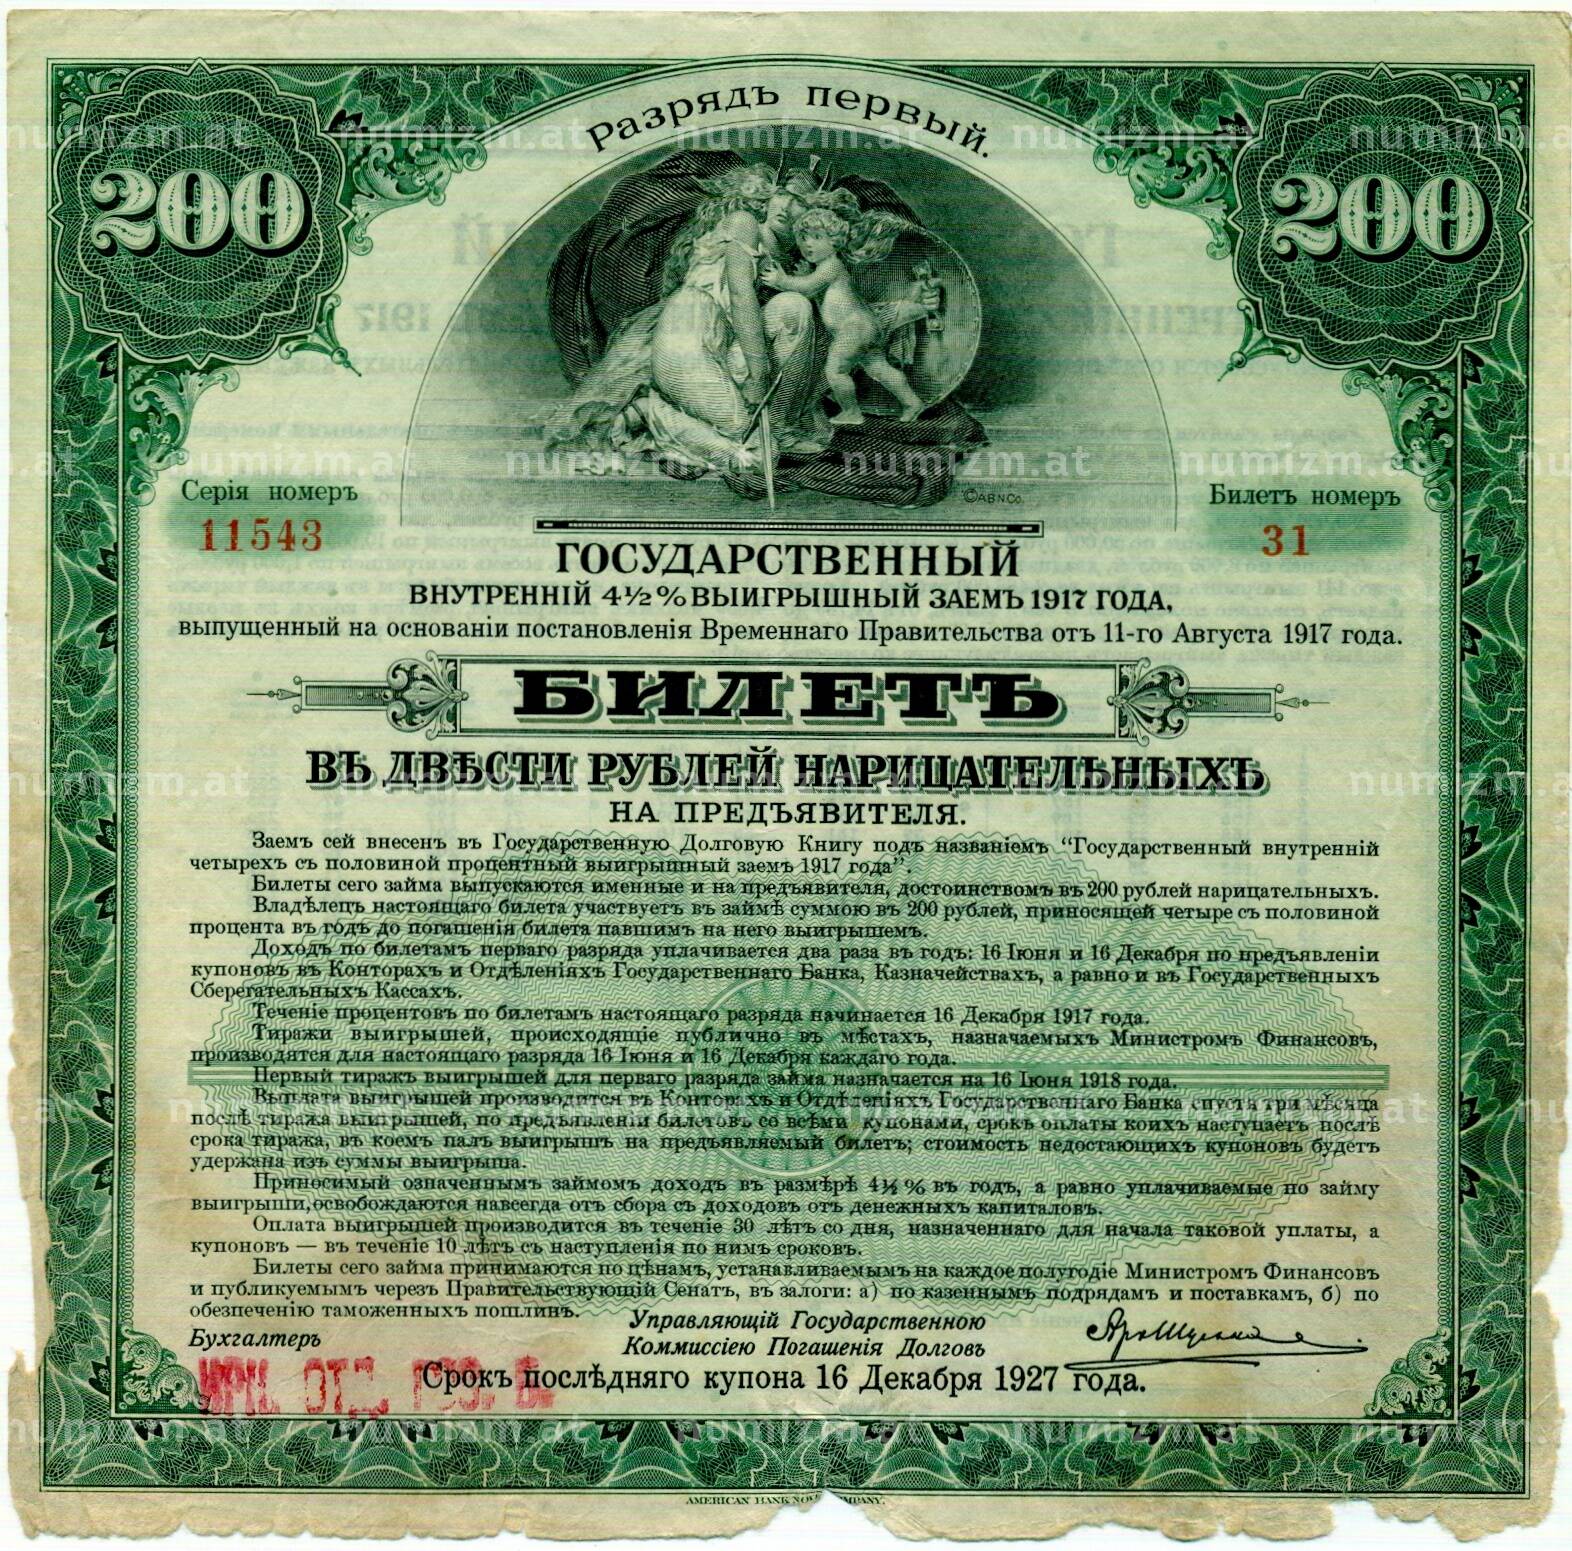 Разрядъ первый.
200
200
©ABNCo.
Серія номеръ
11543
Билетъ номеръ
31
ГОСУДАРСТВЕННЫЙ
ВНУТРЕННІЙ 4½% ВЫИГРЫШНЫЙ ЗАЕМЪ 1917 ГОДА,
выпущенный на основаніи постановленія Временнаго Правительства отъ 11-го Августа 1917 года.
БИЛЕТЪ
ВЪ ДВѢСТИ РУБЛЕЙ НАРИЦАТЕЛЬНЫХЪ
НА ПРЕДЪЯВИТЕЛЯ.
Заемъ сей внесенъ въ Государственную Долговую Книгу подъ названіемъ “Государственный внутренній
четырехъ съ половиной процентный выигрышный заемъ 1917 года”.
Билеты сего займа выпускаются именные и на предъявителя, достоинствомъ въ 200 рублей нарицательныхъ.
Владѣлецъ настоящаго билета участвуетъ въ займѣ суммою въ 200 рублей, приносящей четыре съ половиной
процента въ годъ до погашенія билета павшимъ на него выигрышемъ.
Доходъ по билетамъ перваго разряда уплачивается два раза въ годъ: 16 Іюня и 16 Декабря по предъявленіи
купоновъ въ Конторахъ и Отдѣленіяхъ Государственнаго Банка, Казначействахъ, а равно и въ Государственныхъ
Сберегательныхъ Кассахъ.
Теченіе процентовъ по билетамъ настоящаго разряда начинается 16 Декабря 1917 года.
Тиражи выигрышей, происходящіе публично въ мѣстахъ, назначаемыхъ Министромъ Финансовъ,
производятся для настоящаго разряда 16 Іюня и 16 Декабря каждаго года.
Первый тиражъ выигрышей для перваго разряда займа назначается на 16 Іюня 1918 года.
Выплата выигрышей производится въ Конторахъ и Отдѣленіяхъ Государственнаго Банка спустя три мѣсяца
послѣ тиража выигрышей, по предъявленіи билетовъ со всѣми купонами, срокъ оплаты коихъ наступаетъ послѣ
срока тиража, въ коемъ палъ выигрышъ на предъявляемый билетъ; стоимость недостающихъ купоновъ будетъ
удержана изъ суммы выигрыша.
Приносимый означеннымъ займомъ доходъ въ размѣрѣ 4½% въ годъ, а равно уплачиваемые по займу
выигрыши, освобождаются навсегда отъ сбора съ доходовъ отъ денежныхъ капиталовъ.
Оплата выигрышей производится въ теченіе 30 лѣтъ со дня, назначеннаго для начала таковой уплаты, а
купоновъ — въ теченіе 10 лѣтъ съ наступленія по нимъ сроковъ.
Билеты сего займа принимаются по цѣнамъ, устанавливаемымъ на каждое полугодіе Министромъ Финансовъ
и публикуемымъ черезъ Правительствующій Сенатъ, въ залоги: а) по казеннымъ подрядамъ и поставкамъ, б) по
обезпеченію таможенныхъ пошлинъ.
Управляющій Государственною
Коммиссіею Погашенія Долговъ
Бухгалтеръ
Срокъ послѣдняго купона 16 Декабря 1927 года.
AMERICAN BANK NOTE COMPANY.
numizm.at